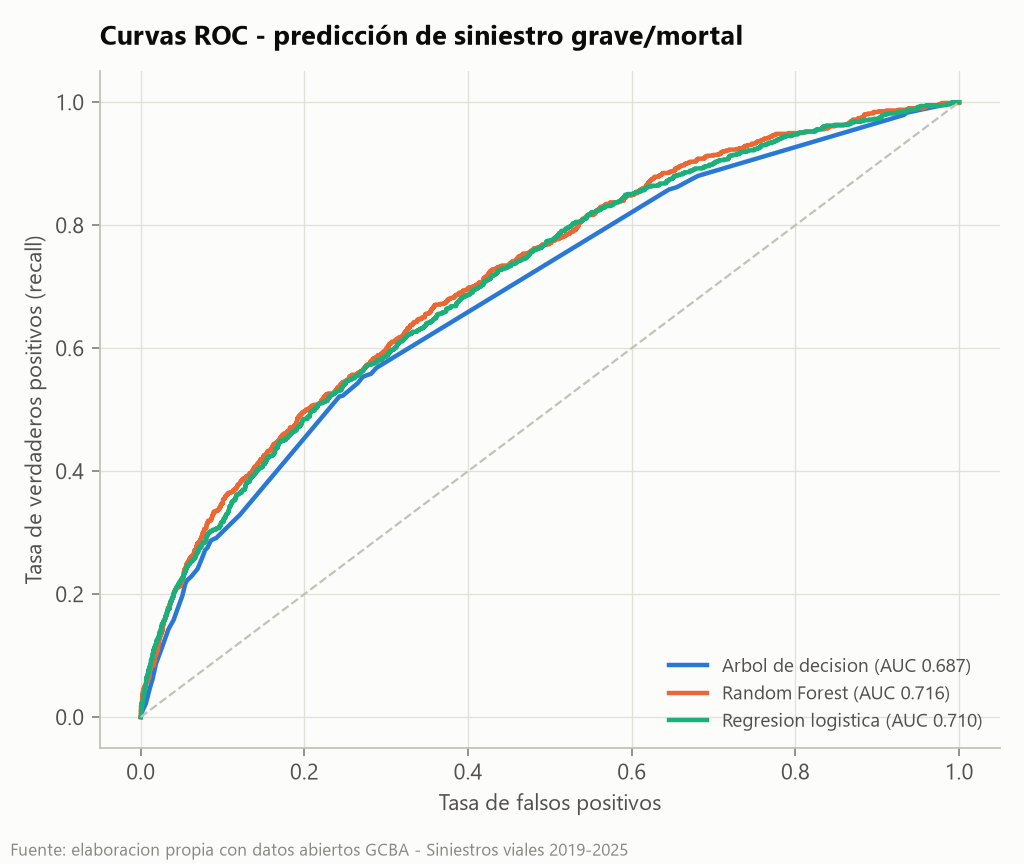 Curvas ROC - predicción de siniestro grave/mortal
Tasa de verdaderos positivos (recall)
1.0
0.8
0.6
0.4
0.2
0.0
Arbol de decision (AUC 0.687)
Random Forest (AUC 0.716)
Regresion logistica (AUC 0.710)
0.0 0.2 0.4 0.6 0.8 1.0
Tasa de falsos positivos
Fuente: elaboracion propia con datos abiertos GCBA - Siniestros viales 2019-2025